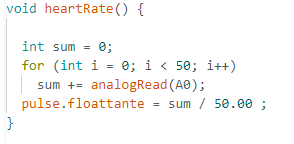 void heartRate() {
int sum = 0;
for (int i = 0; i < 50; i++)
sum += analogRead(A0);
pulse.floattante = sum / 50.00 ;
}